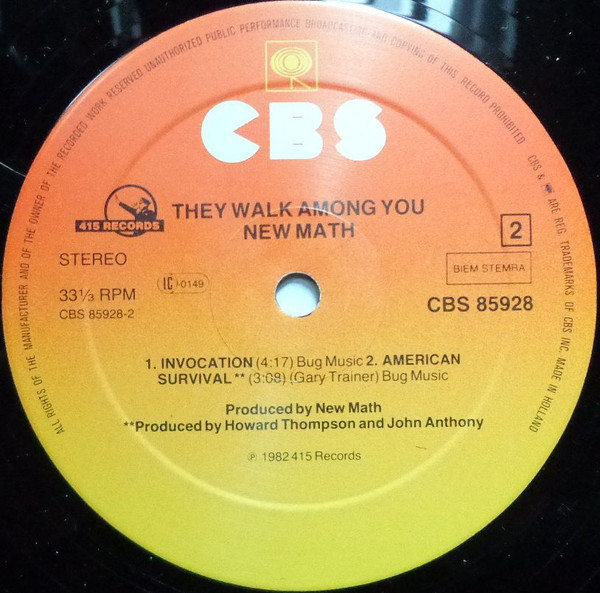 ALL RIGHTS OF THE MANUFACTURER AND OF THE OWNER OF THE RECORDED WORK RESERVED UNAUTHORIZED PUBLIC PERFORMANCE BROADCASTING AND COPYING OF THIS RECORD PROHIBITED
CBS & ARE REG. TRADEMARKS OF CBS INC. MADE IN HOLLAND
CBS
415 RECORDS
THEY WALK AMONG YOU
NEW MATH
2
STEREO
BIEM STEMRA
33⅓ RPM
LC 0149
CBS 85928
CBS 85928-2
1. INVOCATION (4:17) Bug Music 2. AMERICAN
SURVIVAL ** (3:08) (Gary Trainer) Bug Music
Produced by New Math
**Produced by Howard Thompson and John Anthony
℗ 1982 415 Records